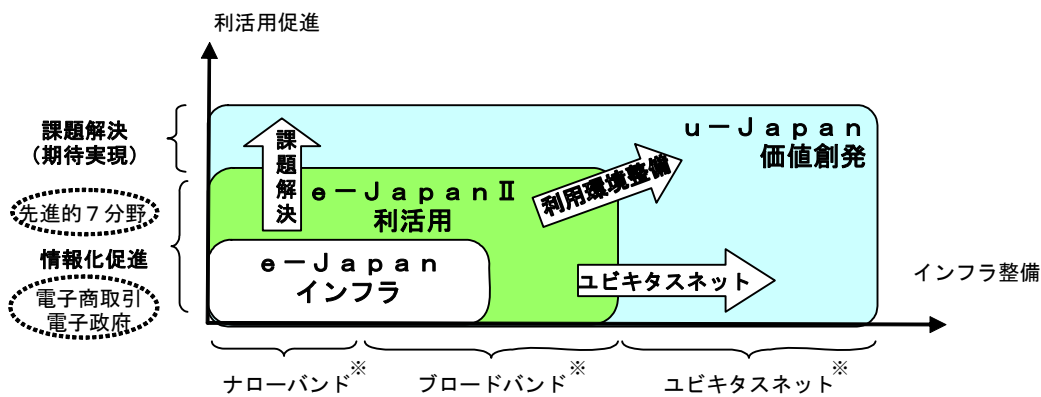 利活用促進
課題解決
（期待実現）
先進的７分野
情報化促進
電子商取引
電子政府
課題解決
ｕ－Ｊａｐａｎ
価値創発
利用環境整備
ｅ－ＪａｐａｎⅡ
利活用
ｅ－Ｊａｐａｎ
インフラ
ユビキタスネット
インフラ整備
ナローバンド※
ブロードバンド※
ユビキタスネット※